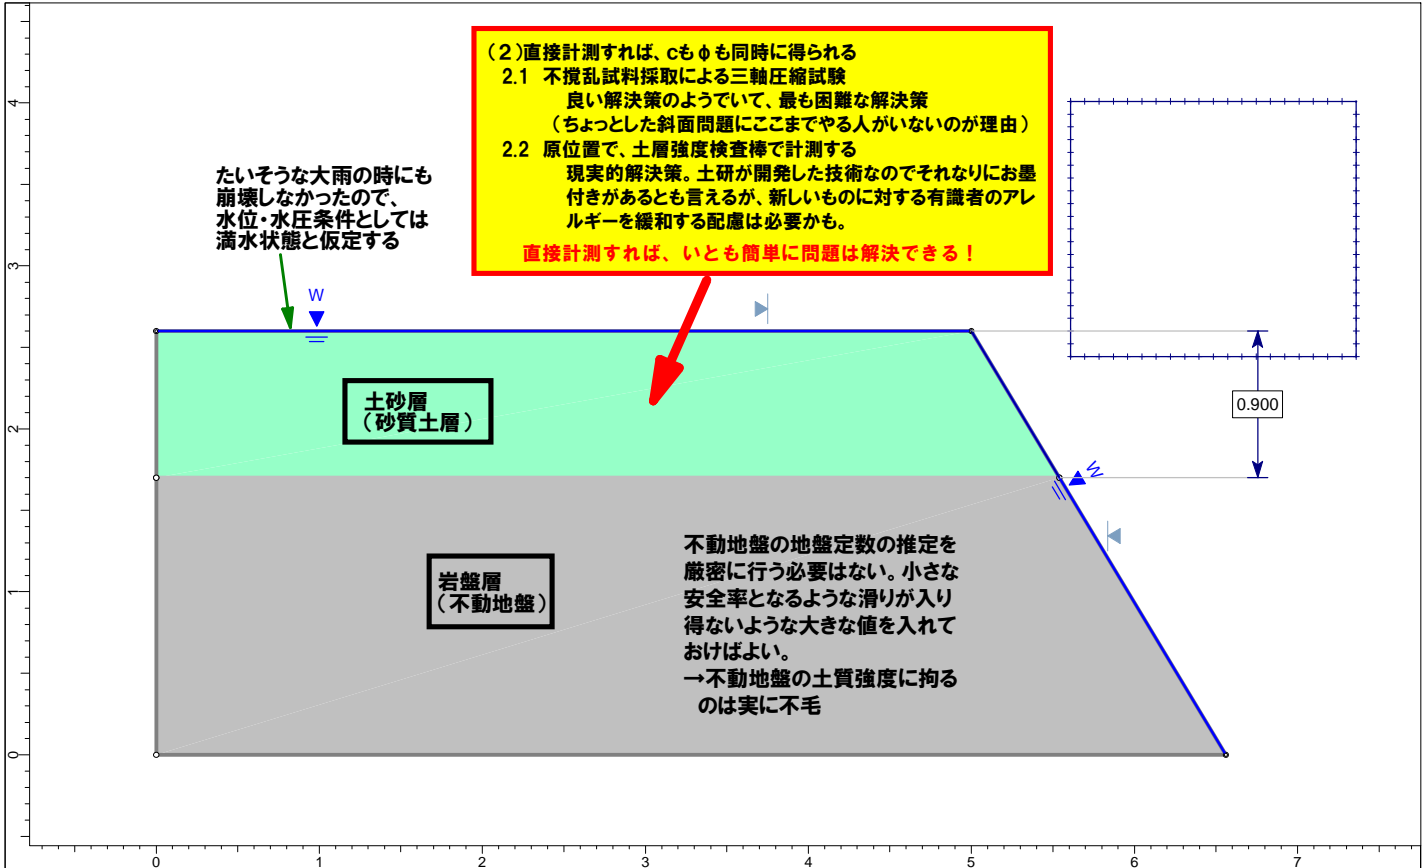 （２）直接計測すれば、cもφも同時に得られる
2.1 不撹乱試料採取による三軸圧縮試験
良い解決策のようでいて、最も困難な解決策
（ちょっとした斜面問題にここまでやる人がいないのが理由）
2.2 原位置で、土層強度検査棒で計測する
現実的解決策。土研が開発した技術なのでそれなりにお墨
付きがあるとも言えるが、新しいものに対する有識者のアレ
ルギーを緩和する配慮は必要かも。
直接計測すれば、いとも簡単に問題は解決できる！
たいそうな大雨の時にも
崩壊しなかったので、
水位・水圧条件としては
満水状態と仮定する
W
土砂層
（砂質土層）
0.900
W
岩盤層
（不動地盤）
不動地盤の地盤定数の推定を
厳密に行う必要はない。小さな
安全率となるような滑りが入り
得ないような大きな値を入れて
おけばよい。
→不動地盤の土質強度に拘る
のは実に不毛
4
3
2
1
0
0 1 2 3 4 5 6 7